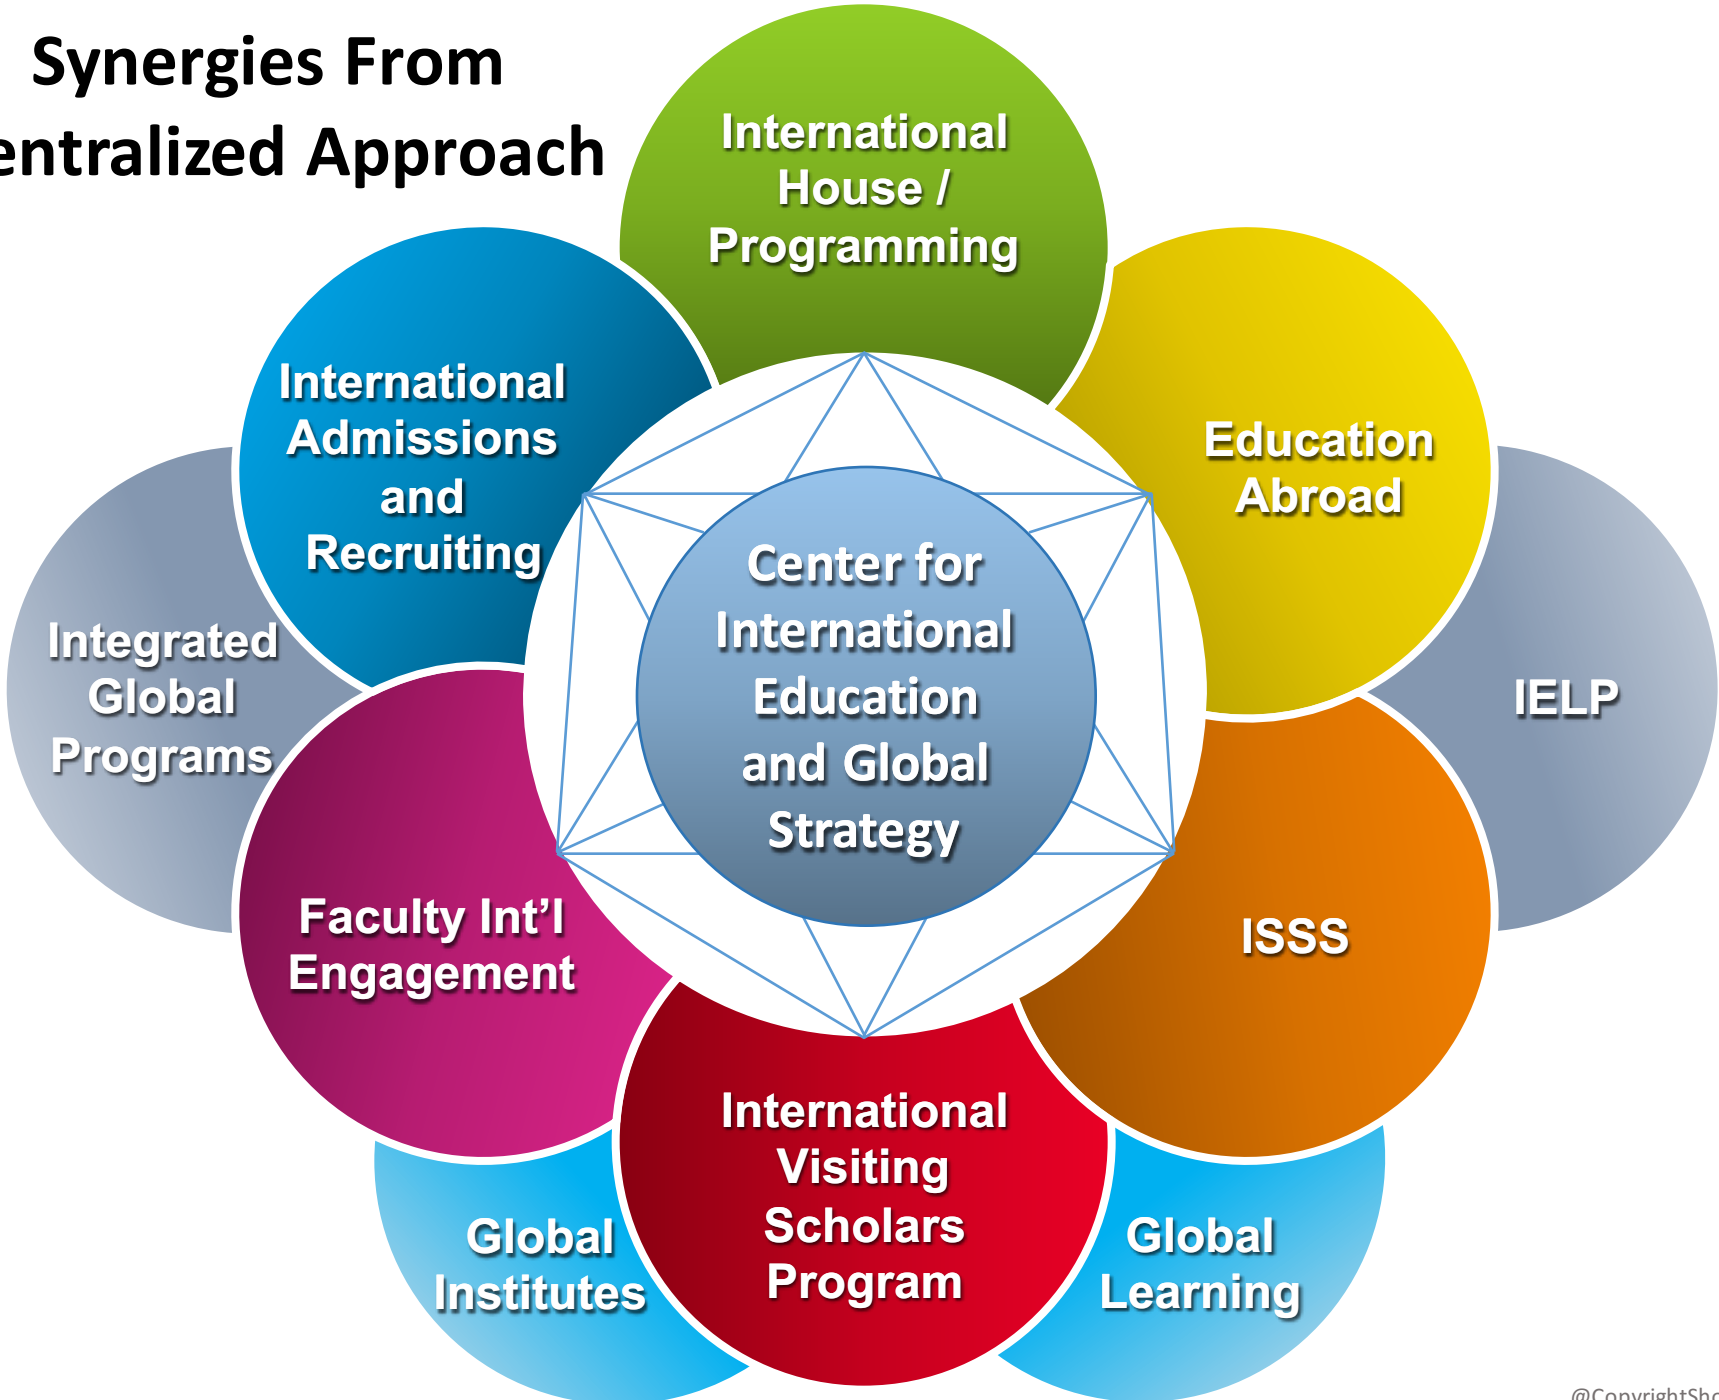 Synergies From
entralized Approach
International
House /
Programming
International
Admissions
and
Recruiting
Education
Abroad
Integrated
Global
Programs
Center for
International
Education
and Global
Strategy
IELP
Faculty Int’l
Engagement
ISSS
International
Visiting
Scholars
Program
Global
Institutes
Global
Learning
@CopyrightSh